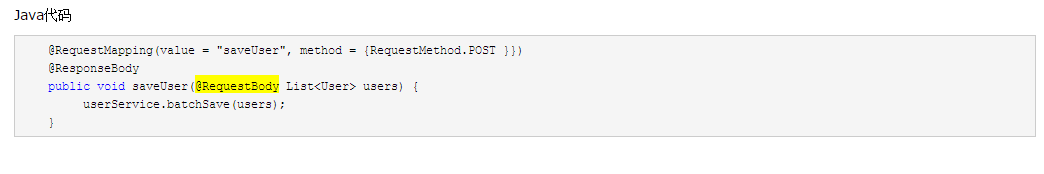 Java代码
@RequestMapping(value = "saveUser", method = {RequestMethod.POST }})
@ResponseBody
public void saveUser(@RequestBody List<User> users) {
userService.batchSave(users);
}